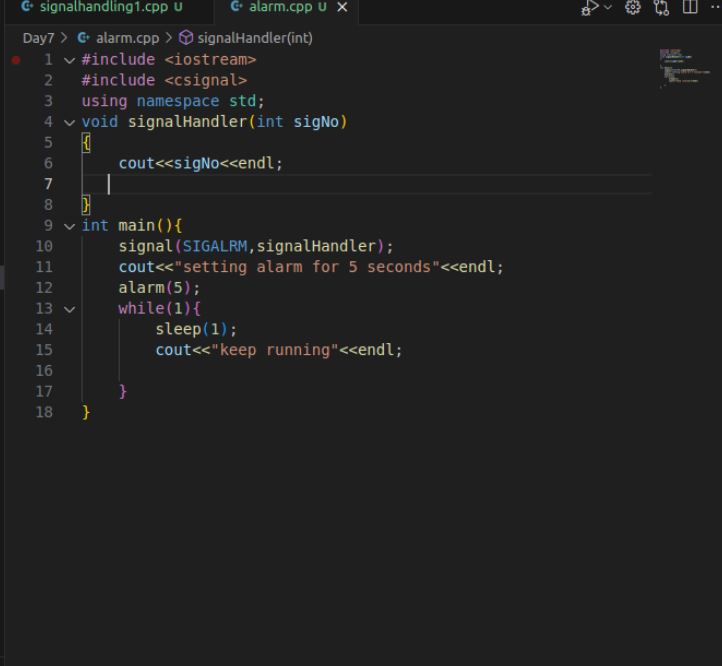 signalhandling1.cpp U alarm.cpp U
Day7 > alarm.cpp > signalHandler(int)
1 #include <iostream>
2 #include <csignal>
3 using namespace std;
4 void signalHandler(int sigNo)
5 {
6 cout<<sigNo<<endl;
7
8 }
9 int main(){
10 signal(SIGALRM,signalHandler);
11 cout<<"setting alarm for 5 seconds"<<endl;
12 alarm(5);
13 while(1){
14 sleep(1);
15 cout<<"keep running"<<endl;
16
17 }
18 }